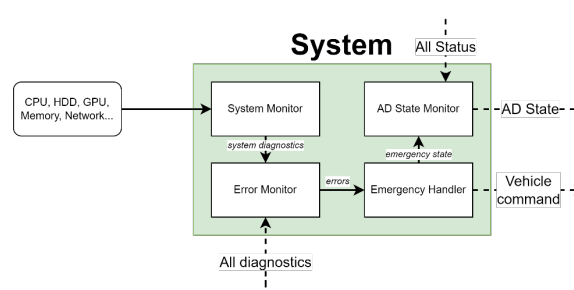 System
All Status
CPU, HDD, GPU,
Memory, Network...
System Monitor
AD State Monitor
AD State
system diagnostics
emergency state
Error Monitor
errors
Emergency Handler
Vehicle
command
All diagnostics